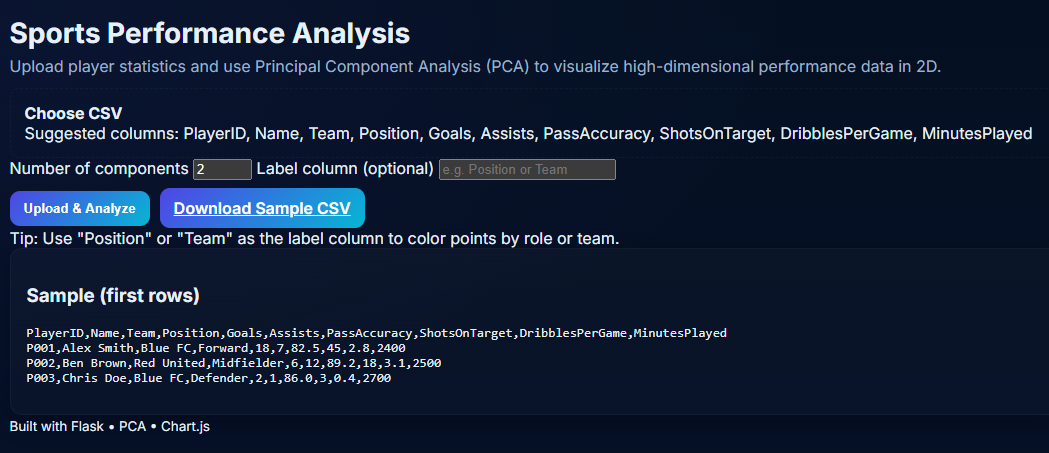 Sports Performance Analysis
Upload player statistics and use Principal Component Analysis (PCA) to visualize high-dimensional performance data in 2D.
Choose CSV
Suggested columns: PlayerID, Name, Team, Position, Goals, Assists, PassAccuracy, ShotsOnTarget, DribblesPerGame, MinutesPlayed
Number of components 2 Label column (optional) e.g. Position or Team
Upload & Analyze Download Sample CSV
Tip: Use "Position" or "Team" as the label column to color points by role or team.
Sample (first rows)
PlayerID,Name,Team,Position,Goals,Assists,PassAccuracy,ShotsOnTarget,DribblesPerGame,MinutesPlayed
P001,Alex Smith,Blue FC,Forward,18,7,82.5,45,2.8,2400
P002,Ben Brown,Red United,Midfielder,6,12,89.2,18,3.1,2500
P003,Chris Doe,Blue FC,Defender,2,1,86.0,3,0.4,2700
Built with Flask • PCA • Chart.js